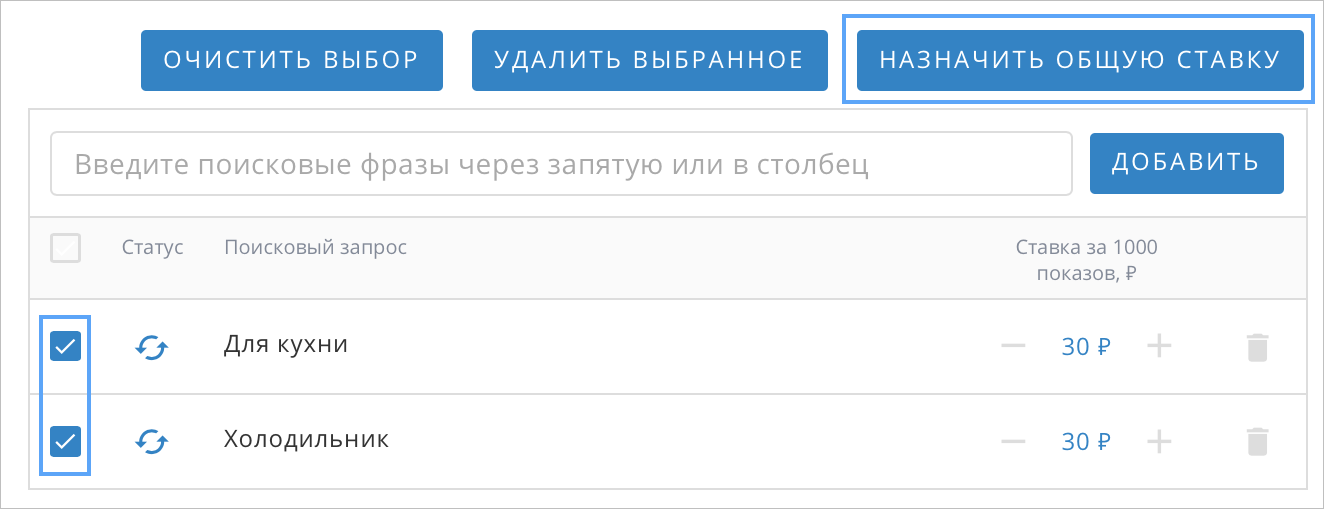 ОЧИСТИТЬ ВЫБОР
УДАЛИТЬ ВЫБРАННОЕ
НАЗНАЧИТЬ ОБЩУЮ СТАВКУ
Введите поисковые фразы через запятую или в столбец
ДОБАВИТЬ
Статус
Поисковый запрос
Ставка за 1000
показов, ₽
Для кухни
30 ₽
Холодильник
30 ₽